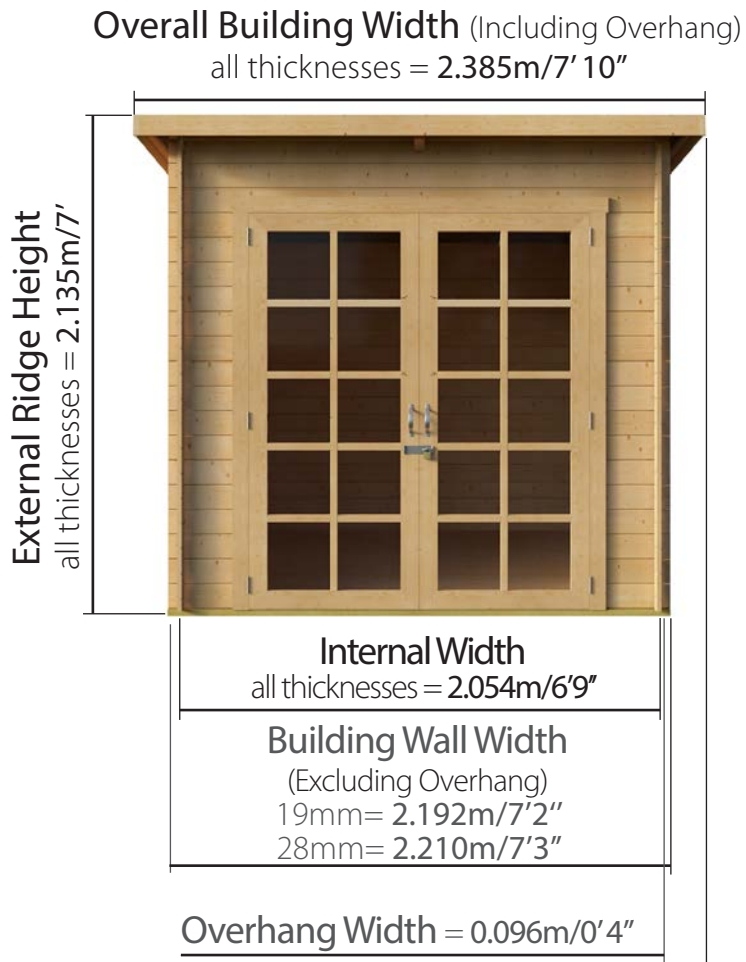 Overall Building Width (Including Overhang)
all thicknesses = 2.385m/7' 10”
External Ridge Height
all thicknesses = 2.135m/7'
Internal Width
all thicknesses = 2.054m/6'9”
Building Wall Width
(Excluding Overhang)
19mm= 2.192m/7'2‘’
28mm= 2.210m/7'3”
Overhang Width = 0.096m/0' 4”